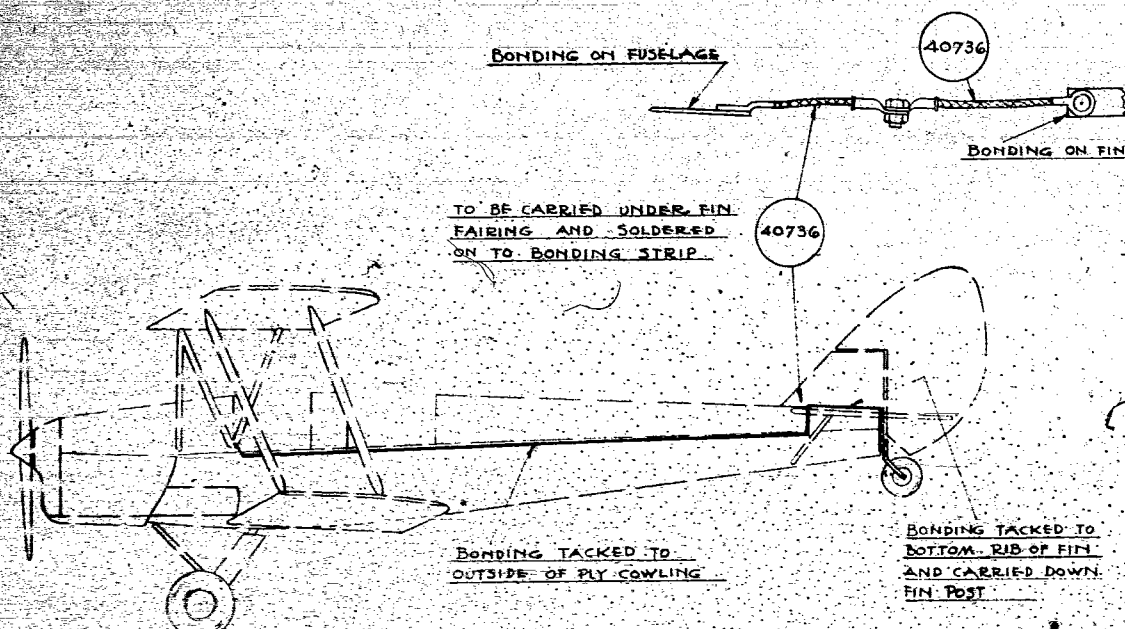 BONDING ON FUSELAGE
40736
BONDING ON FIN
TO BE CARRIED UNDER FIN
FAIRING AND SOLDERED
ON TO BONDING STRIP
40736
BONDING TACKED TO
OUTSIDE OF PLY COWLING
BONDING TACKED TO
BOTTOM RIB OF FIN
AND CARRIED DOWN
FIN POST